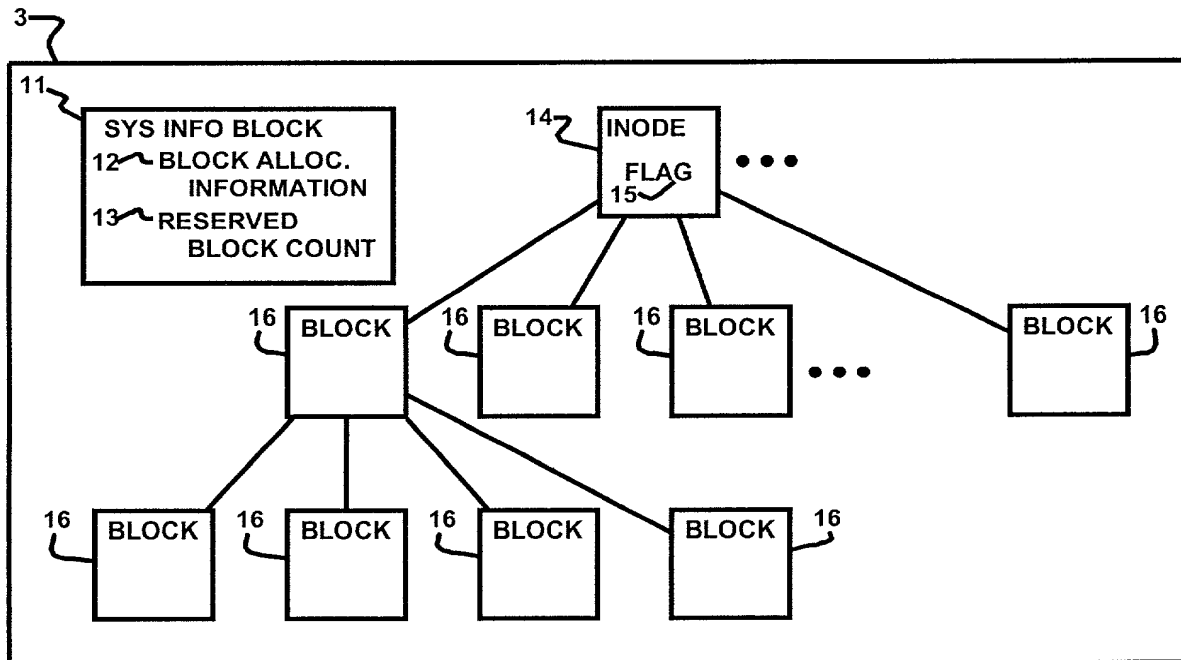 3
11
SYS INFO BLOCK
12 BLOCK ALLOC.
INFORMATION
13 RESERVED
BLOCK COUNT
14 INODE
FLAG
15
16 BLOCK
16 BLOCK
16 BLOCK
BLOCK 16
16 BLOCK
16 BLOCK
16 BLOCK
BLOCK 16